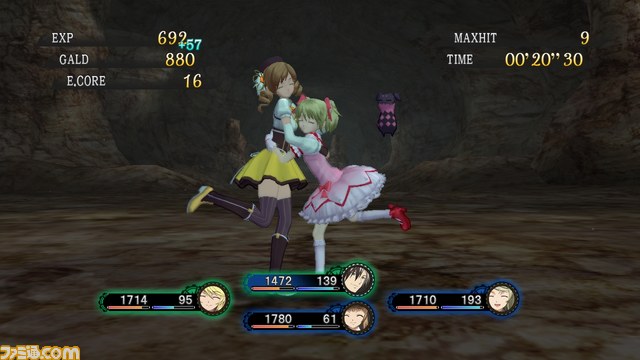 EXP 692 +57
GALD 880
E.CORE 16
MAXHIT 9
TIME 00'20"30
1714 95
1472 139
1710 193
1780 61
ファミ通.com